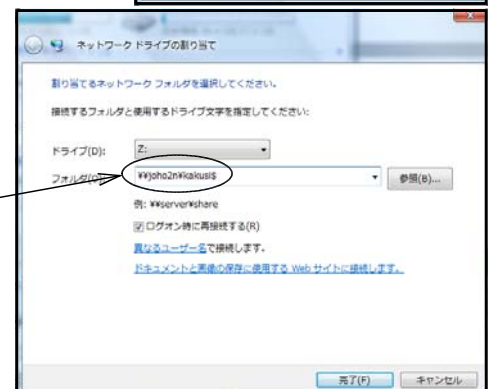 ネットワーク ドライブの割り当て
割り当てるネットワーク フォルダを選択してください。
接続するフォルダと使用するドライブ文字を指定してください:
ドライブ(D): Z:
フォルダ(O): ¥¥joho2n¥kakusi$ 参照(B)...
例: ¥¥server¥share
ログオン時に再接続する(R)
異なるユーザー名で接続します。
ドキュメントと画像の保存に使用する Web サイトに接続します。
完了(F) キャンセル